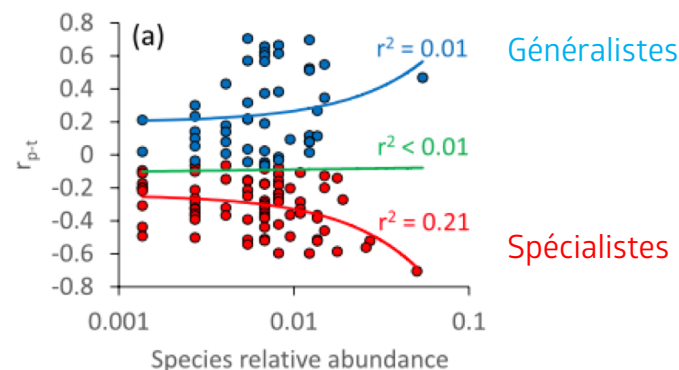 0.8
(a)
r² = 0.01
Généralistes
0.6
0.4
0.2
0
r² < 0.01
-0.2
-0.4
r² = 0.21
-0.6
Spécialistes
-0.8
r_p-t
0.001
0.01
0.1
Species relative abundance